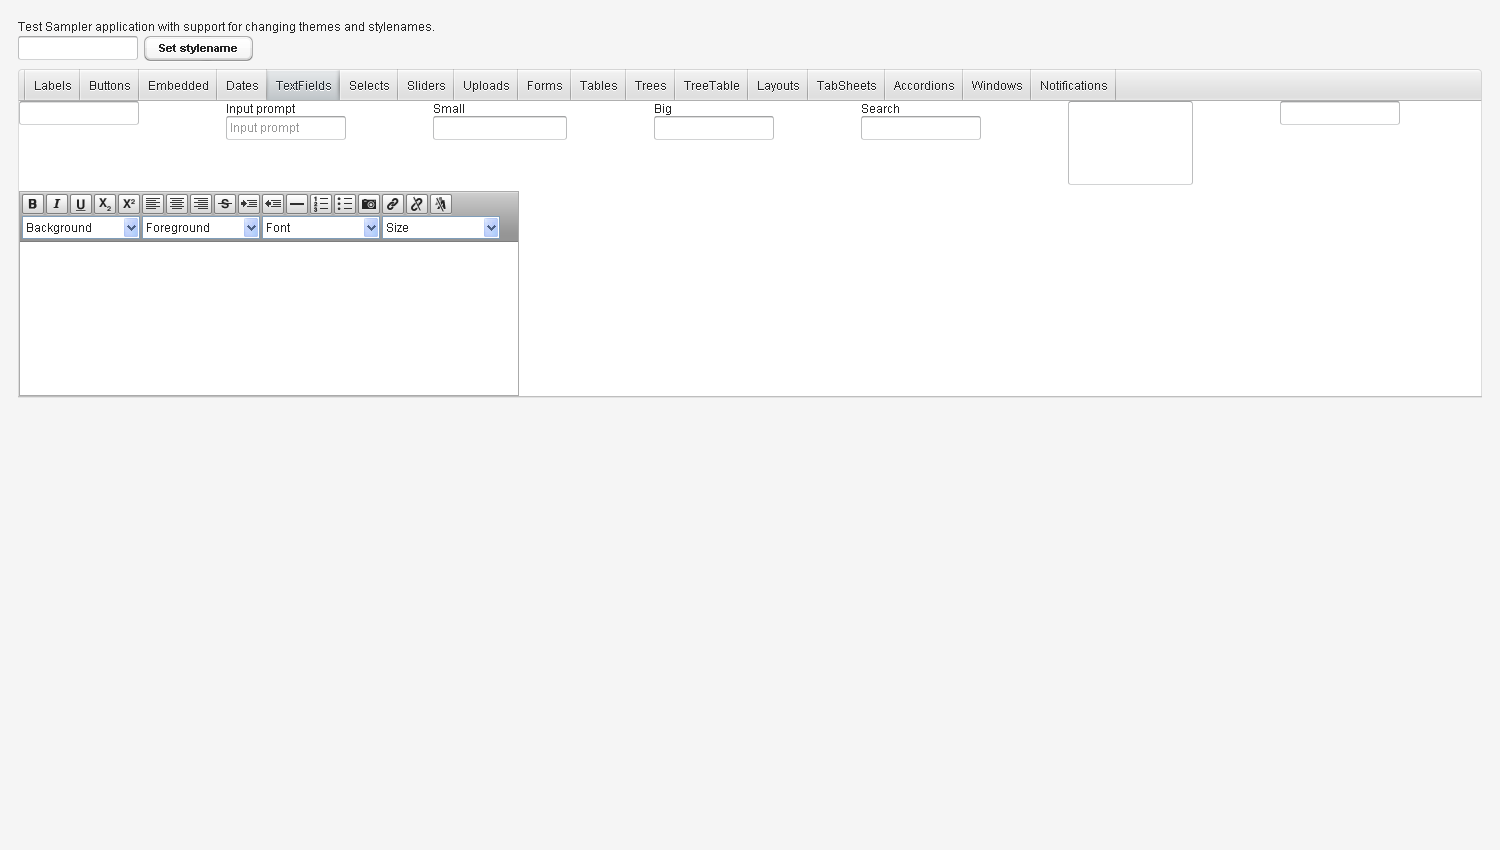 Test Sampler application with support for changing themes and stylenames.
Set stylename
Labels Buttons Embedded Dates TextFields Selects Sliders Uploads Forms Tables Trees TreeTable Layouts TabSheets Accordions Windows Notifications
Input prompt Small Big Search
Input prompt
B I U X₂ X² S
Background Foreground Font Size